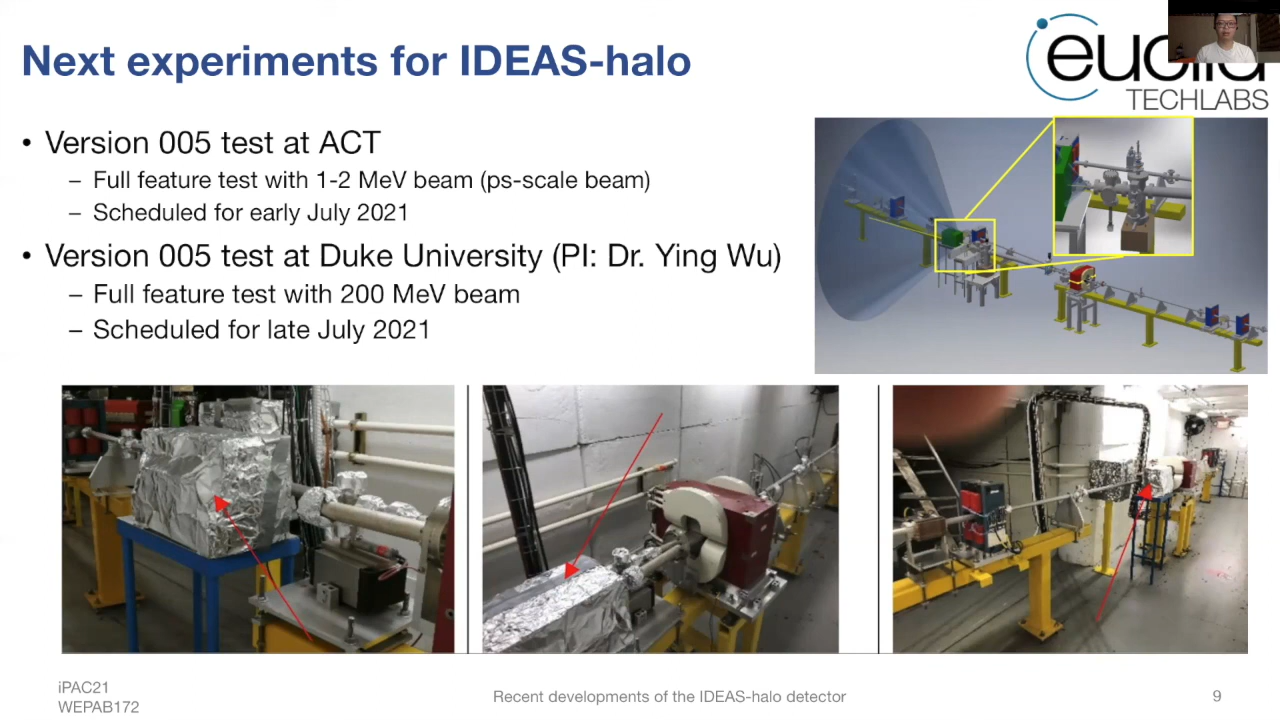 Next experiments for IDEAS-halo
TECHLABS
• Version 005 test at ACT
– Full feature test with 1-2 MeV beam (ps-scale beam)
– Scheduled for early July 2021
• Version 005 test at Duke University (PI: Dr. Ying Wu)
– Full feature test with 200 MeV beam
– Scheduled for late July 2021
iPAC21
WEPAB172
Recent developments of the IDEAS-halo detector
9